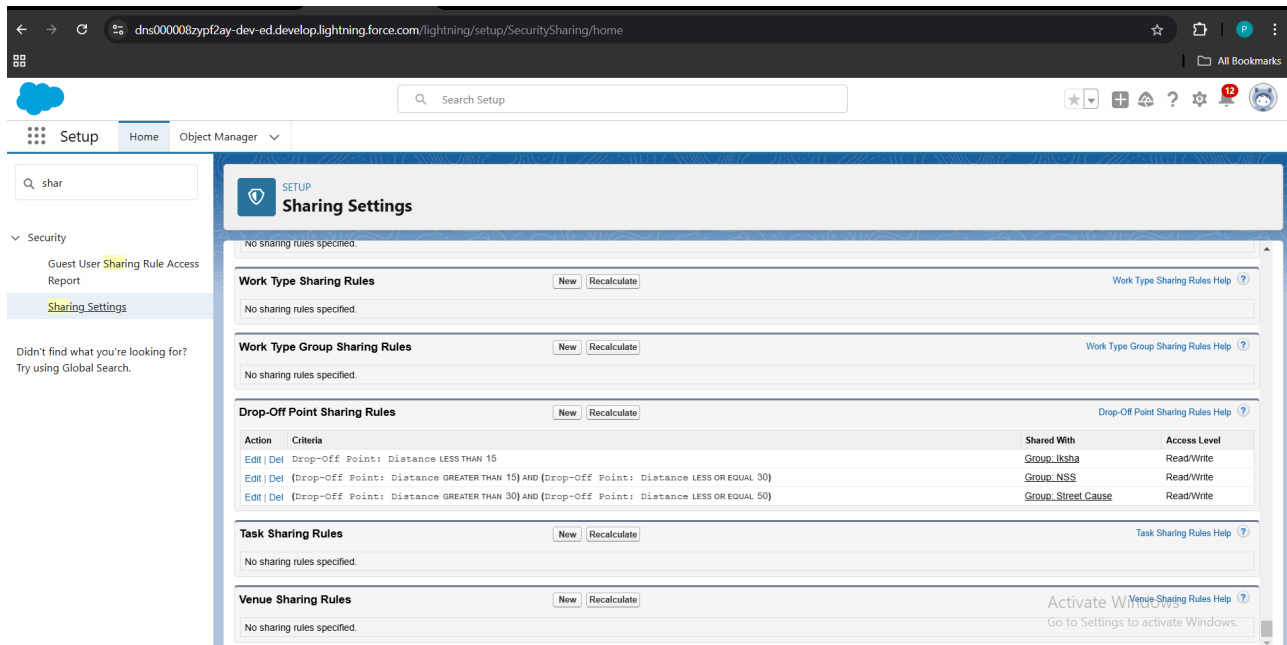 dns000008zypf2ay-dev-ed.develop.lightning.force.com/lightning/setup/SecuritySharing/home
P
All Bookmarks
Search Setup
12
Setup
Home
Object Manager
shar
SETUP
Sharing Settings
Security
Guest User Sharing Rule Access
Report
Sharing Settings
Didn't find what you're looking for?
Try using Global Search.
No sharing rules specified.
Work Type Sharing Rules New Recalculate Work Type Sharing Rules Help ?
No sharing rules specified.
Work Type Group Sharing Rules New Recalculate Work Type Group Sharing Rules Help ?
No sharing rules specified.
Drop-Off Point Sharing Rules New Recalculate Drop-Off Point Sharing Rules Help ?
Action Criteria Shared With Access Level
Edit | Del Drop-Off Point: Distance LESS THAN 15 Group: Iksha Read/Write
Edit | Del (Drop-Off Point: Distance GREATER THAN 15) AND (Drop-Off Point: Distance LESS OR EQUAL 30) Group: NSS Read/Write
Edit | Del (Drop-Off Point: Distance GREATER THAN 30) AND (Drop-Off Point: Distance LESS OR EQUAL 50) Group: Street Cause Read/Write
Task Sharing Rules New Recalculate Task Sharing Rules Help ?
No sharing rules specified.
Venue Sharing Rules New Recalculate Venue Sharing Rules Help ?
No sharing rules specified.
Activate Windows
Go to Settings to activate Windows.